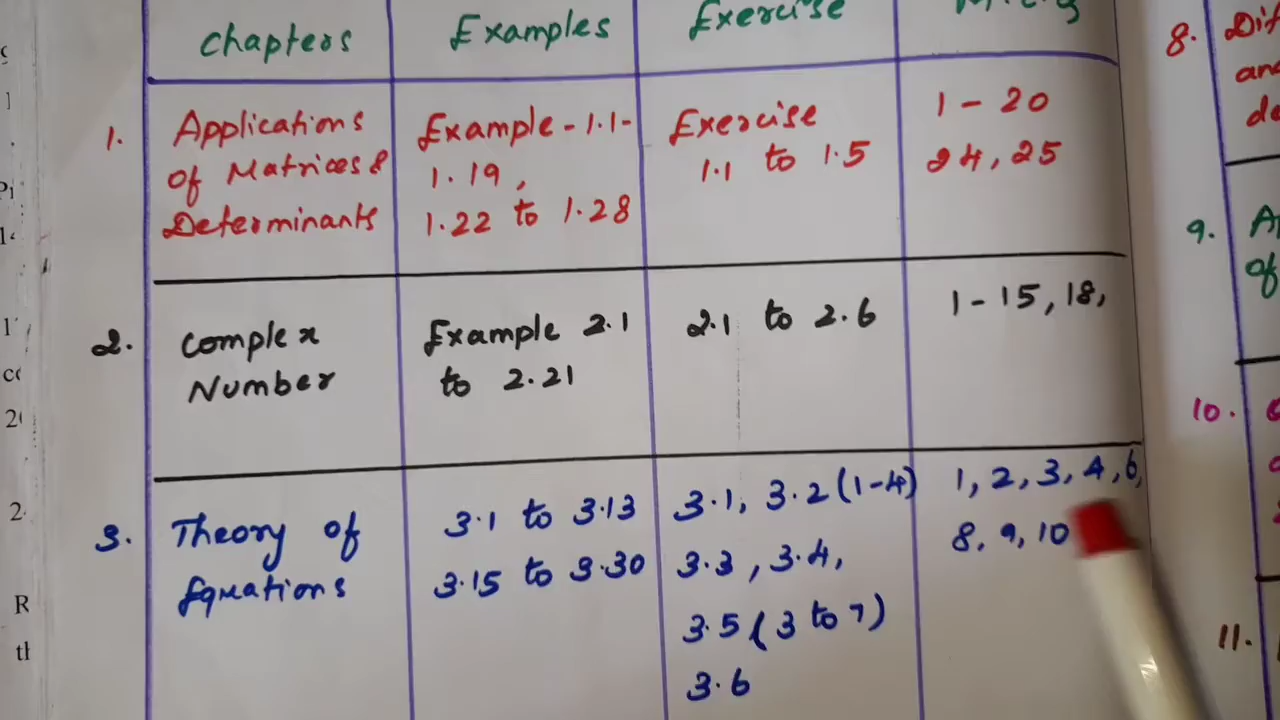 Chapters
Examples
Exercise
1.
Applications
of Matrices &
Determinants
Example - 1.1-
1.19,
1.22 to 1.28
Exercise
1.1 to 1.5
1 - 20
24, 25
2.
Complex
Number
Example 2.1
to 2.21
2.1 to 2.6
1 - 15, 18,
3.
Theory of
Equations
3.1 to 3.13
3.15 to 3.30
3.1, 3.2 (1-4)
3.3, 3.4,
3.5 ( 3 to 7)
3.6
1, 2, 3, 4, 6,
8, 9, 10
8.
9.
of
10.
11.